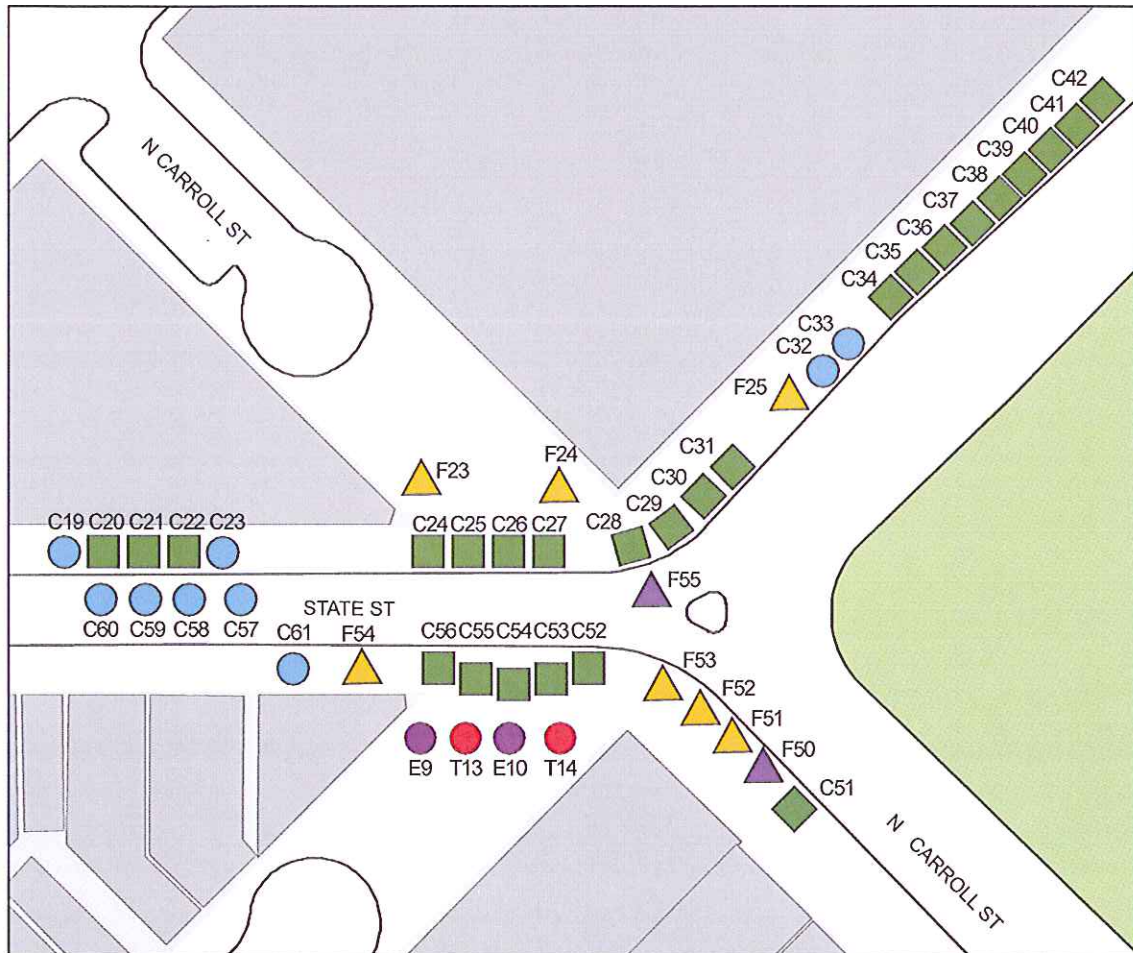 C42
C41
C40
C39
C38
C37
C36
C35
C34
N CARROLL ST
C33
C32
F25
F23
F24
C31
C30
C29
C28
C19 C20 C21 C22 C23
C24 C25 C26 C27
F55
STATE ST
C60 C59 C58 C57
C61 F54 C56 C55 C54 C53 C52
F53
F52
F51
F50
C51
E9 T13 E10 T14
N CARROLL ST